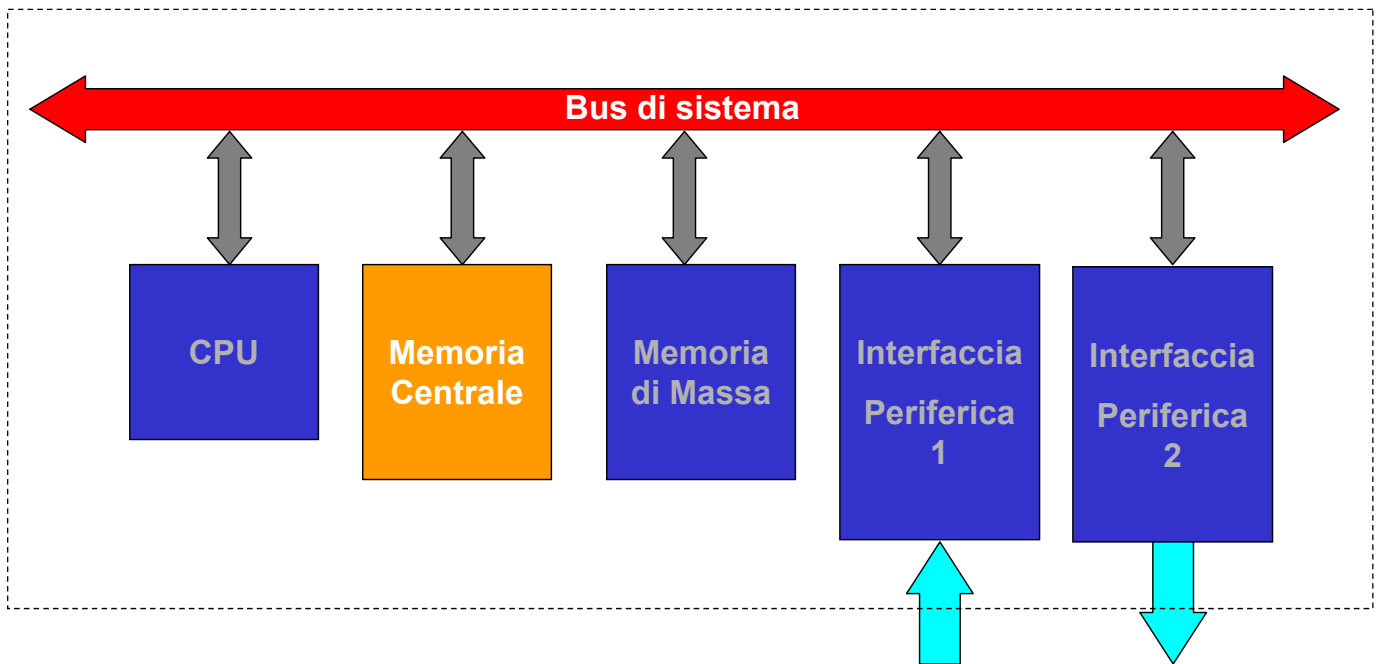 Bus di sistema
CPU
Memoria
Centrale
Memoria
di Massa
Interfaccia
Periferica
1
Interfaccia
Periferica
2